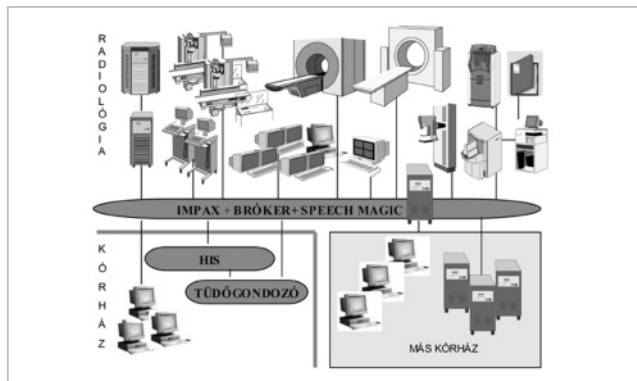 RADIOLÓGIA
IMPAX + BRÓKER+ SPEECH MAGIC
KÓRHÁZ
HIS
TÜDŐGONDOZÓ
MÁS KÓRHÁZ